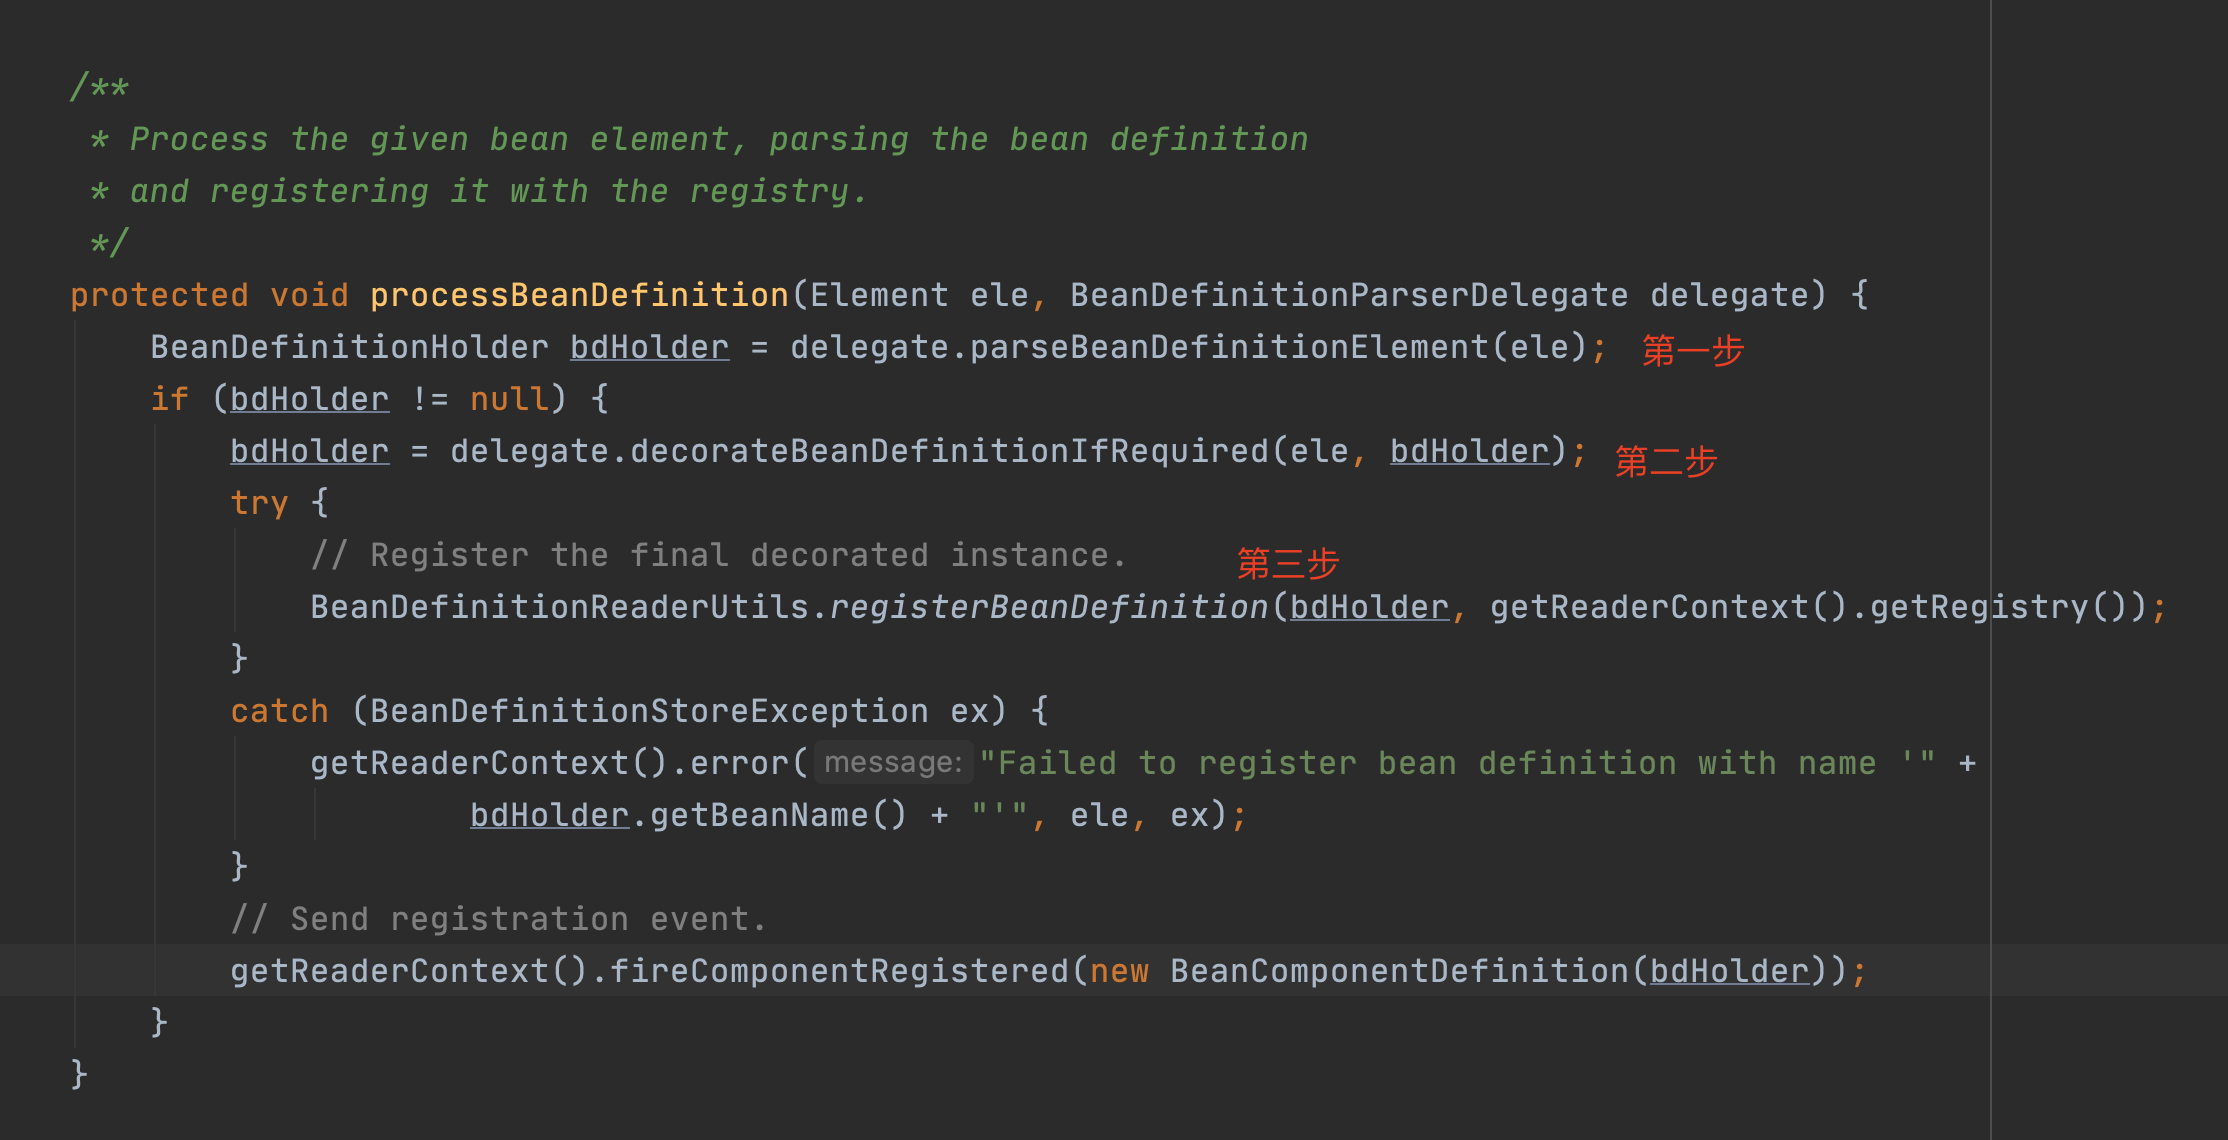 /**
 * Process the given bean element, parsing the bean definition
 * and registering it with the registry.
 */
protected void processBeanDefinition(Element ele, BeanDefinitionParserDelegate delegate) {
    BeanDefinitionHolder bdHolder = delegate.parseBeanDefinitionElement(ele); 第一步
    if (bdHolder != null) {
        bdHolder = delegate.decorateBeanDefinitionIfRequired(ele, bdHolder); 第二步
        try {
            // Register the final decorated instance. 第三步
            BeanDefinitionReaderUtils.registerBeanDefinition(bdHolder, getReaderContext().getRegistry());
        }
        catch (BeanDefinitionStoreException ex) {
            getReaderContext().error( message: "Failed to register bean definition with name '" +
                    bdHolder.getBeanName() + "'", ele, ex);
        }
        // Send registration event.
        getReaderContext().fireComponentRegistered(new BeanComponentDefinition(bdHolder));
    }
}